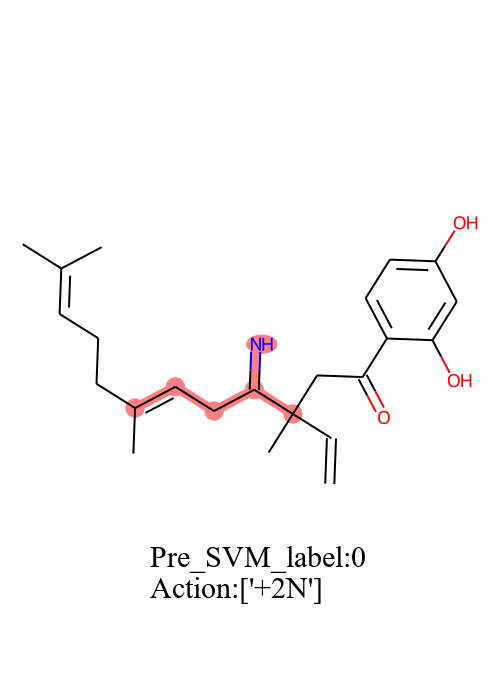 OH
NH
OH
O
Pre_SVM_label:0
Action:['+2N']